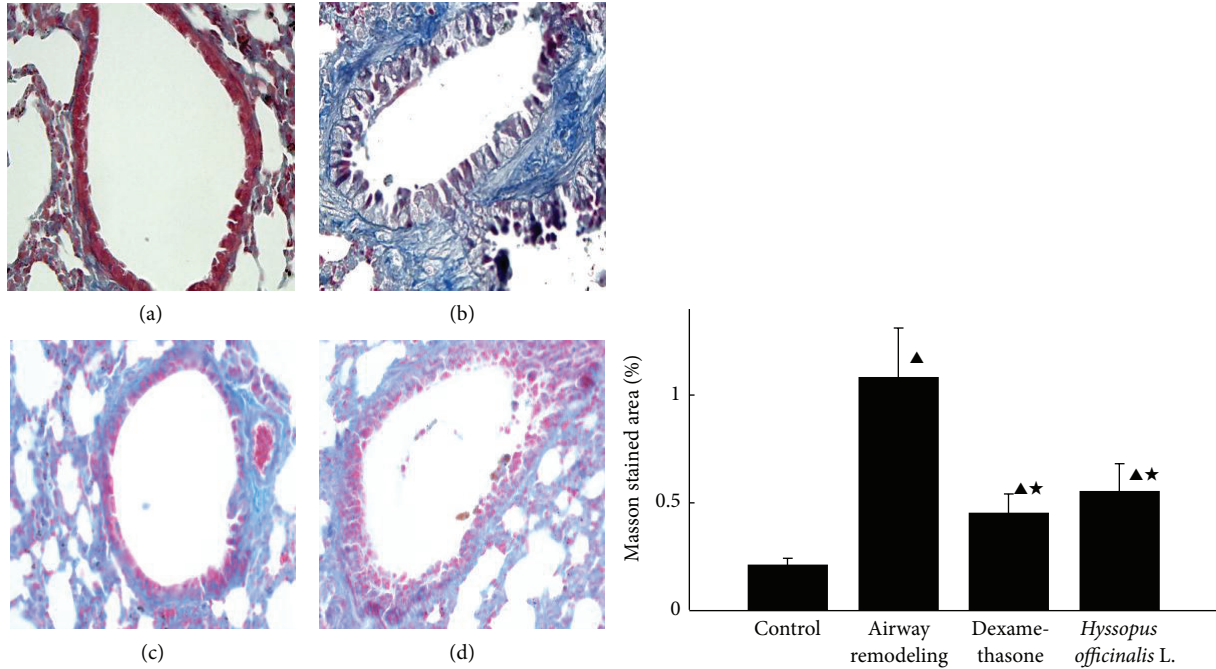 (a)
(b)
(c)
(d)
Masson stained area (%)
1
0.5
0
▲
▲★
▲★
Control
Airway
remodeling
Dexame-
thasone
Hyssopus
officinalis L.